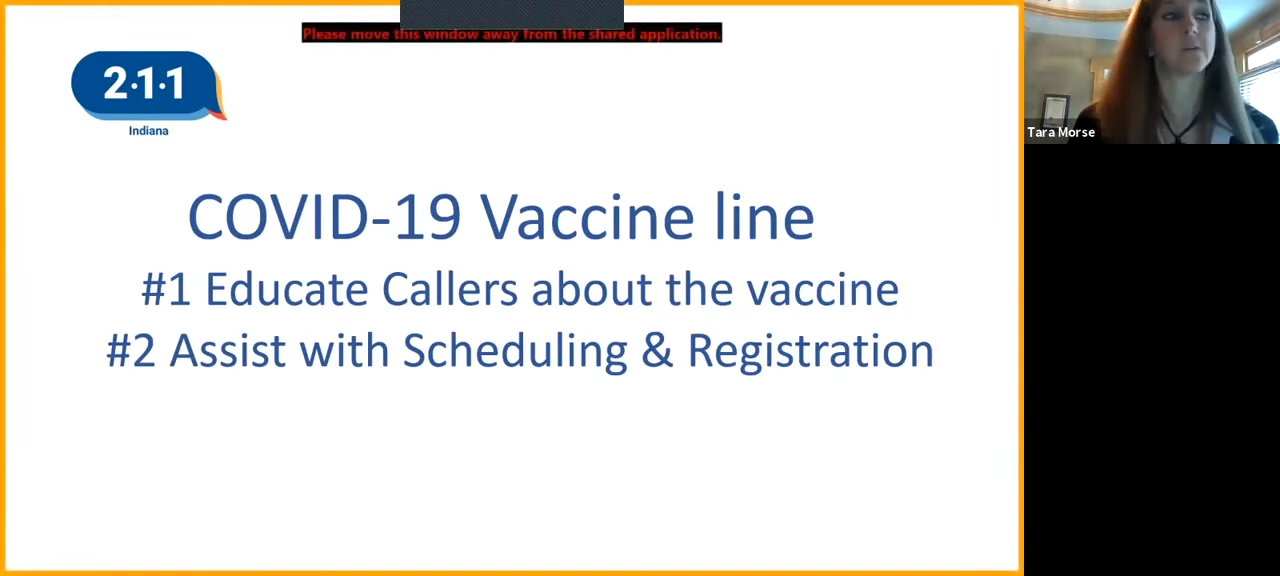 Please move this window away from the shared application.
2·1·1
Indiana
Tara Morse
COVID-19 Vaccine line
#1 Educate Callers about the vaccine
#2 Assist with Scheduling & Registration